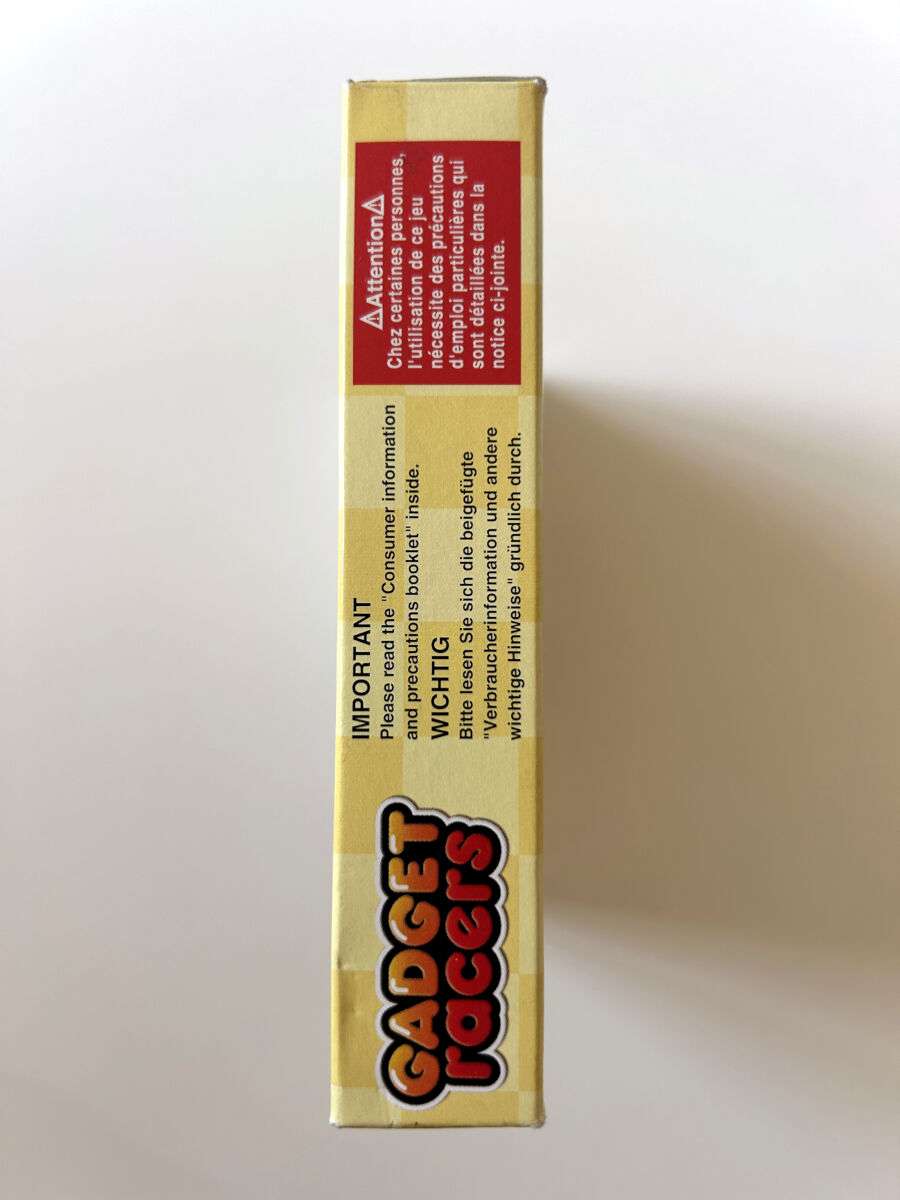 GADGET
racers
IMPORTANT
Please read the "Consumer information
and precautions booklet" inside.
WICHTIG
Bitte lesen Sie sich die beigefügte
"Verbraucherinformation und andere
wichtige Hinweise" gründlich durch.
⚠Attention⚠
Chez certaines personnes,
l'utilisation de ce jeu
nécessite des précautions
d'emploi particulières qui
sont détaillées dans la
notice ci-jointe.